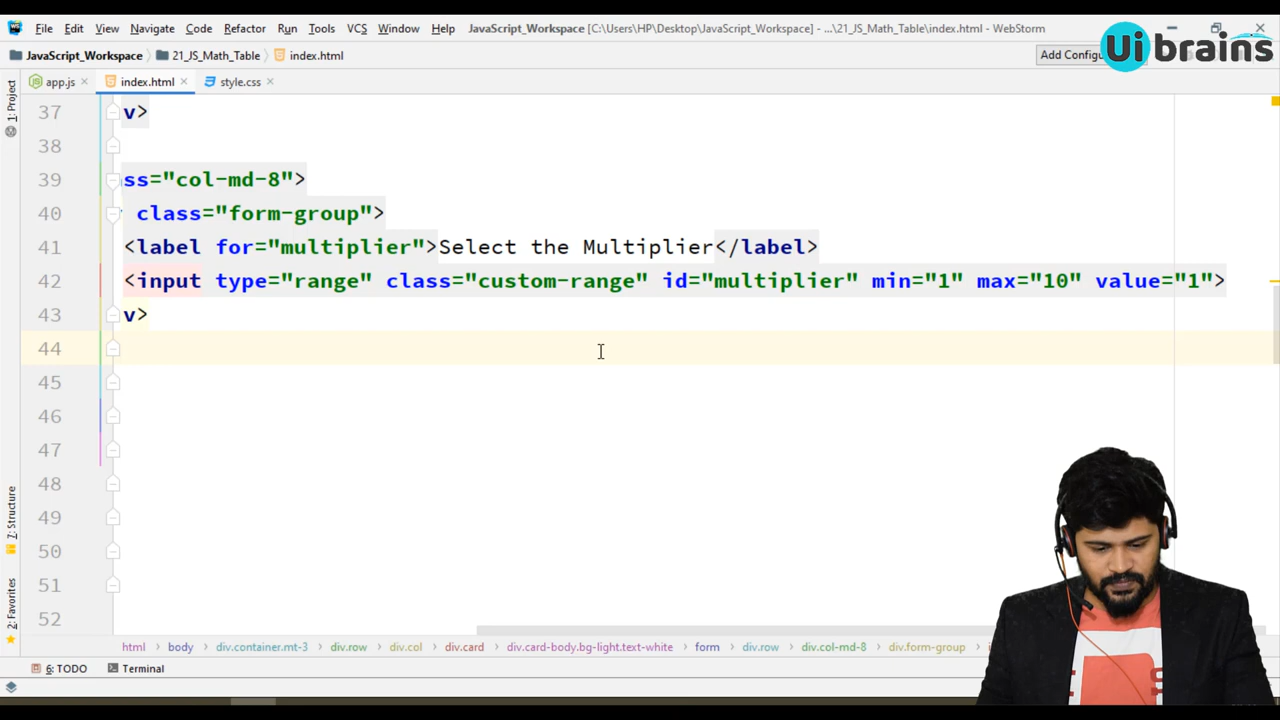 File Edit View Navigate Code Refactor Run Tools VCS Window Help JavaScript_Workspace [C:\Users\HP\Desktop\JavaScript_Workspace] - ...\21_JS_Math_Table\index.html - WebStorm
JavaScript_Workspace 21_JS_Math_Table index.html Add Config
Ui brains
app.js index.html style.css
1: Project
37 v>
38
39 ss="col-md-8">
40 class="form-group">
41 <label for="multiplier">Select the Multiplier</label>
42 <input type="range" class="custom-range" id="multiplier" min="1" max="10" value="1">
43 v>
44
45
46
47
48
49
50
51
52
7: Structure
2: Favorites
html body div.container.mt-3 div.row div.col div.card div.card-body.bg-light.text-white form div.row div.col-md-8 div.form-group
6: TODO Terminal